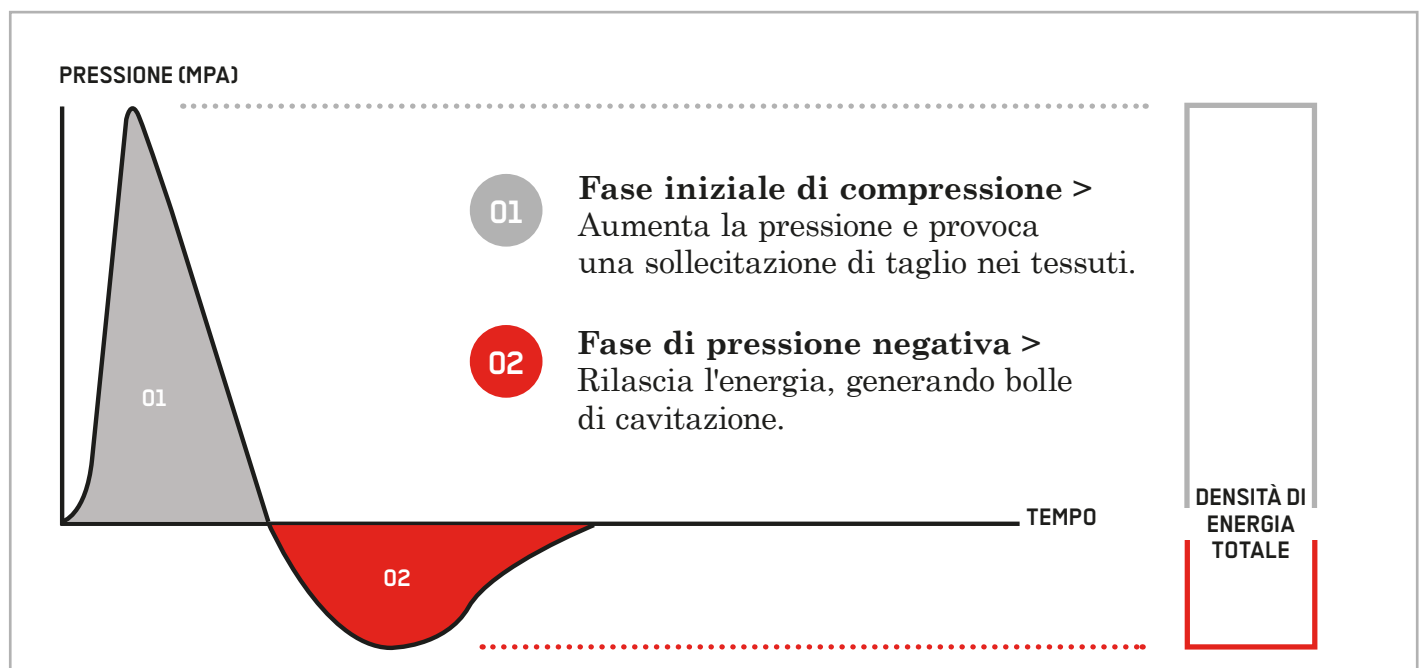 PRESSIONE (MPA)
01
Fase iniziale di compressione >
Aumenta la pressione e provoca
una sollecitazione di taglio nei tessuti.
02
Fase di pressione negativa >
Rilascia l'energia, generando bolle
di cavitazione.
01
02
TEMPO
DENSITÀ DI
ENERGIA
TOTALE